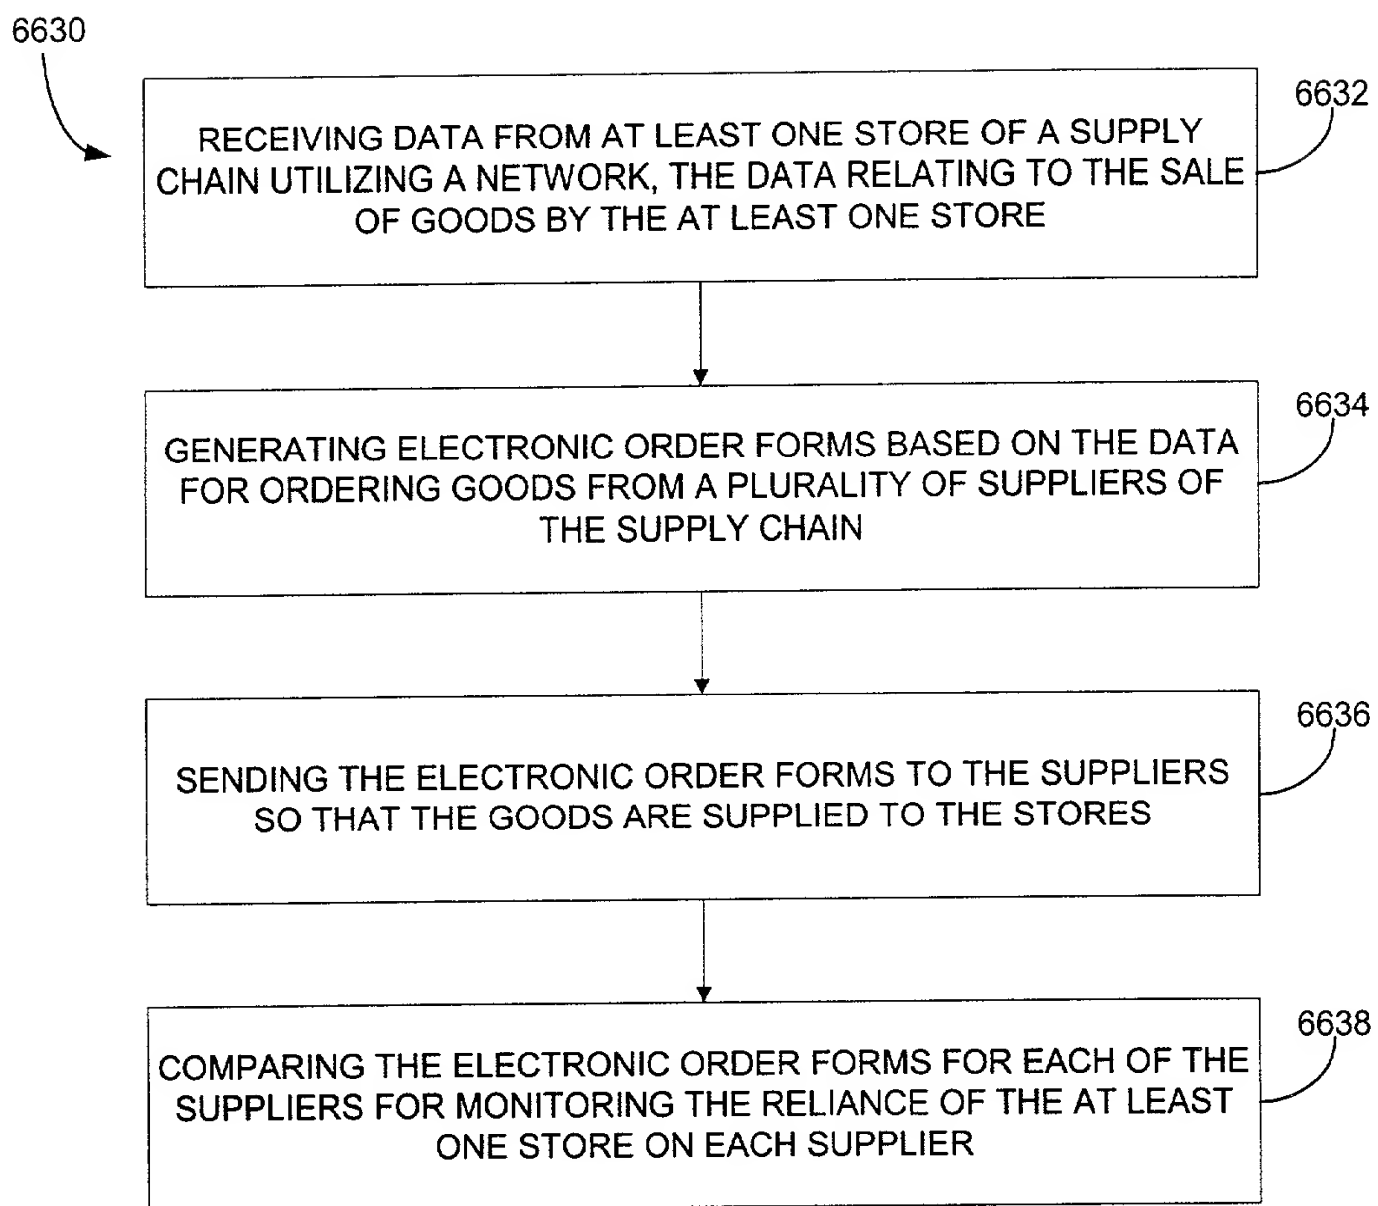 6630
6632
RECEIVING DATA FROM AT LEAST ONE STORE OF A SUPPLY
CHAIN UTILIZING A NETWORK, THE DATA RELATING TO THE SALE
OF GOODS BY THE AT LEAST ONE STORE
6634
GENERATING ELECTRONIC ORDER FORMS BASED ON THE DATA
FOR ORDERING GOODS FROM A PLURALITY OF SUPPLIERS OF
THE SUPPLY CHAIN
6636
SENDING THE ELECTRONIC ORDER FORMS TO THE SUPPLIERS
SO THAT THE GOODS ARE SUPPLIED TO THE STORES
6638
COMPARING THE ELECTRONIC ORDER FORMS FOR EACH OF THE
SUPPLIERS FOR MONITORING THE RELIANCE OF THE AT LEAST
ONE STORE ON EACH SUPPLIER